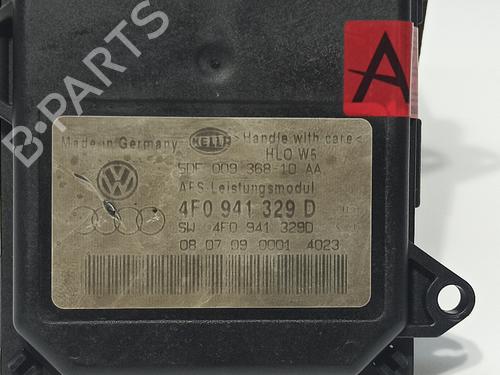 A
B-PARTS
Made in Germany HELLA >Handle with care<
HLO W5
5DF 009 368-10 AA
AFS Leistungsmodul
4F0 941 329 D
SW 4F0 941 329D
08 07 09 0001 4023